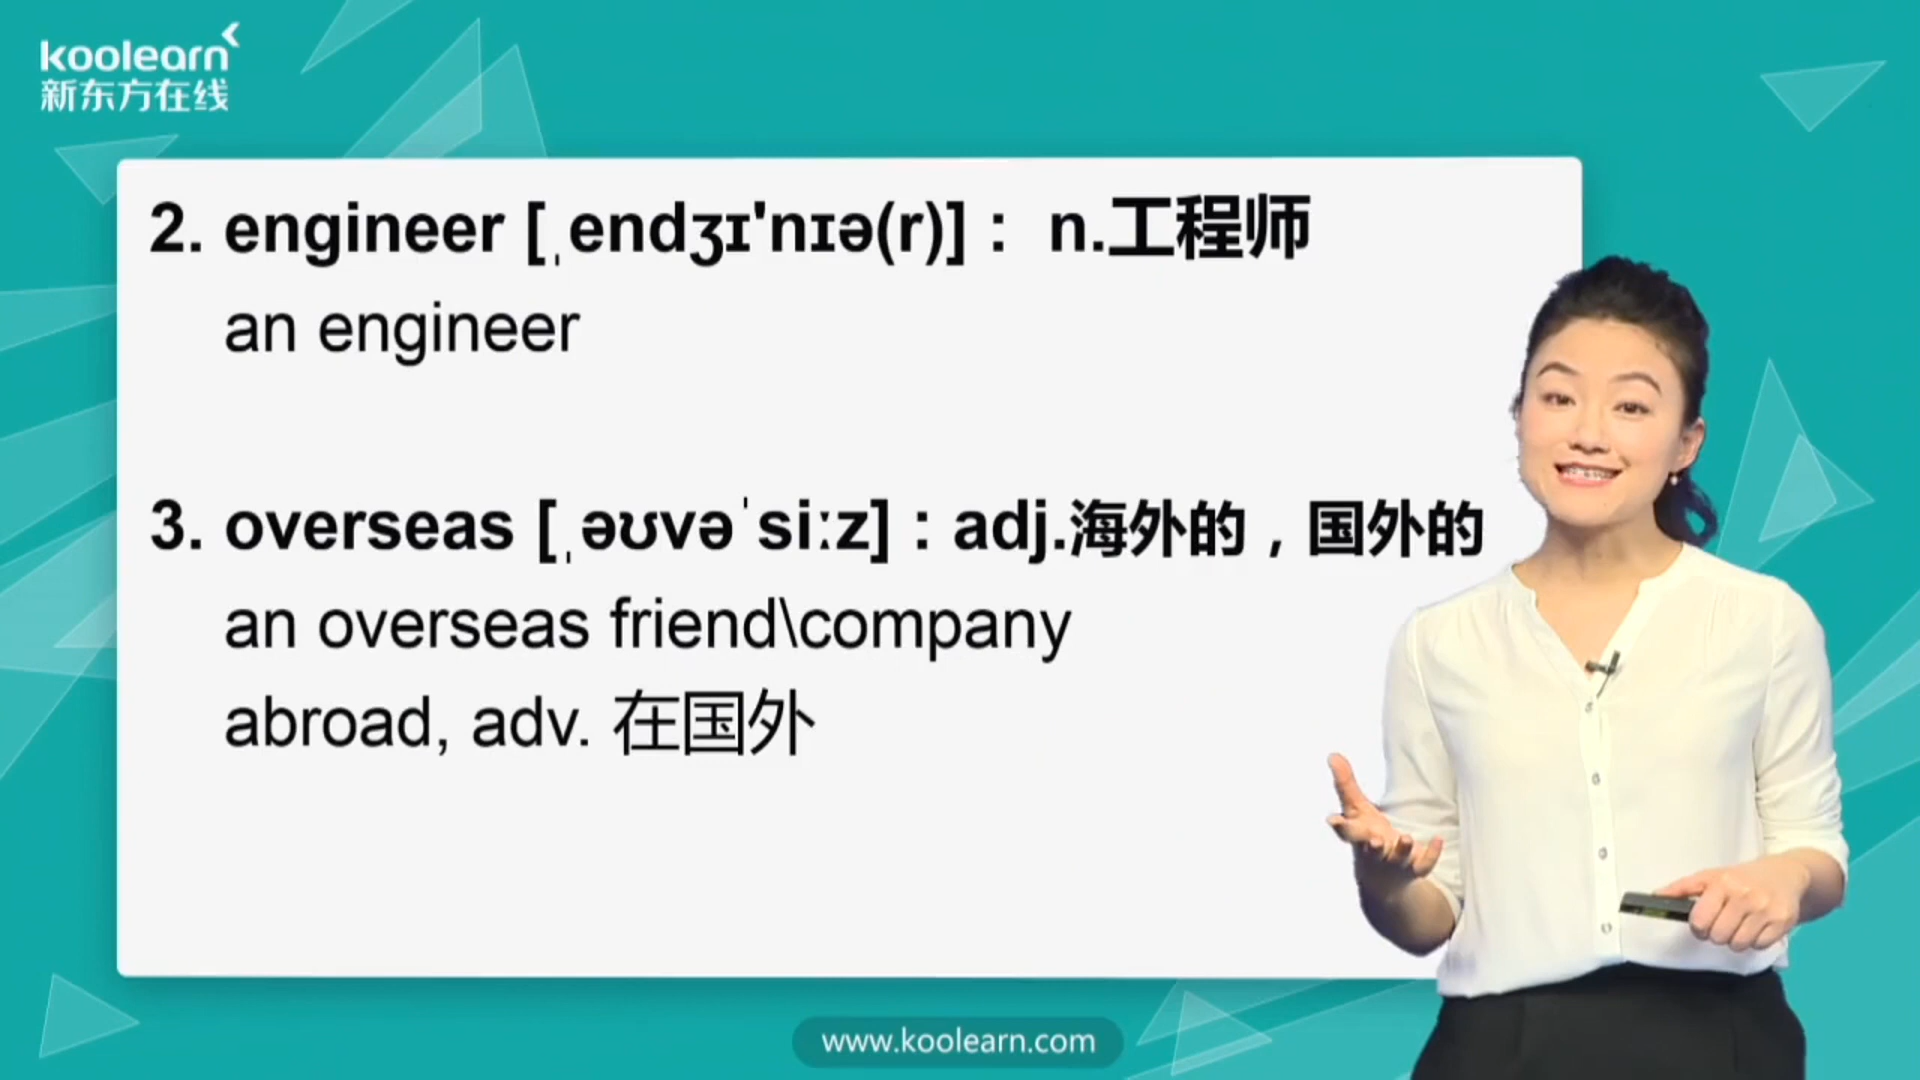 koolearn
新东方在线
2. engineer [ˌendʒɪ'nɪə(r)]： n.工程师
an engineer
3. overseas [ˌəʊvəˈsiːz]：adj.海外的，国外的
an overseas friend\company
abroad, adv. 在国外
www.koolearn.com